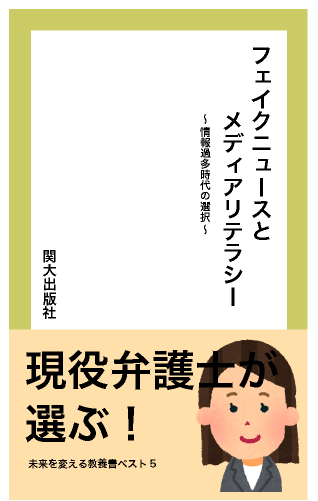 フェイクニュースと
メディアリテラシー
～情報過多時代の選択～
関大出版社
現役弁護士が
選ぶ！
未来を変える教養書ベスト５